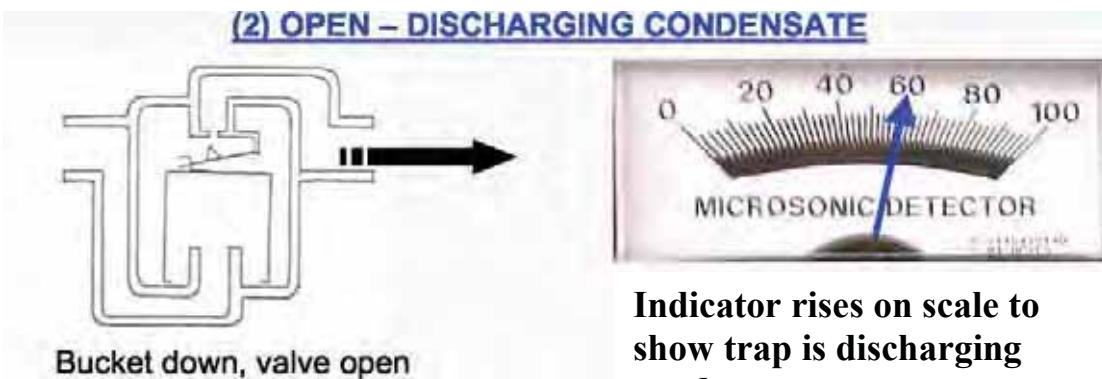 (2) OPEN – DISCHARGING CONDENSATE
0 20 40 60 80 100
MICROSONIC DETECTOR
Bucket down, valve open
Indicator rises on scale to
show trap is discharging